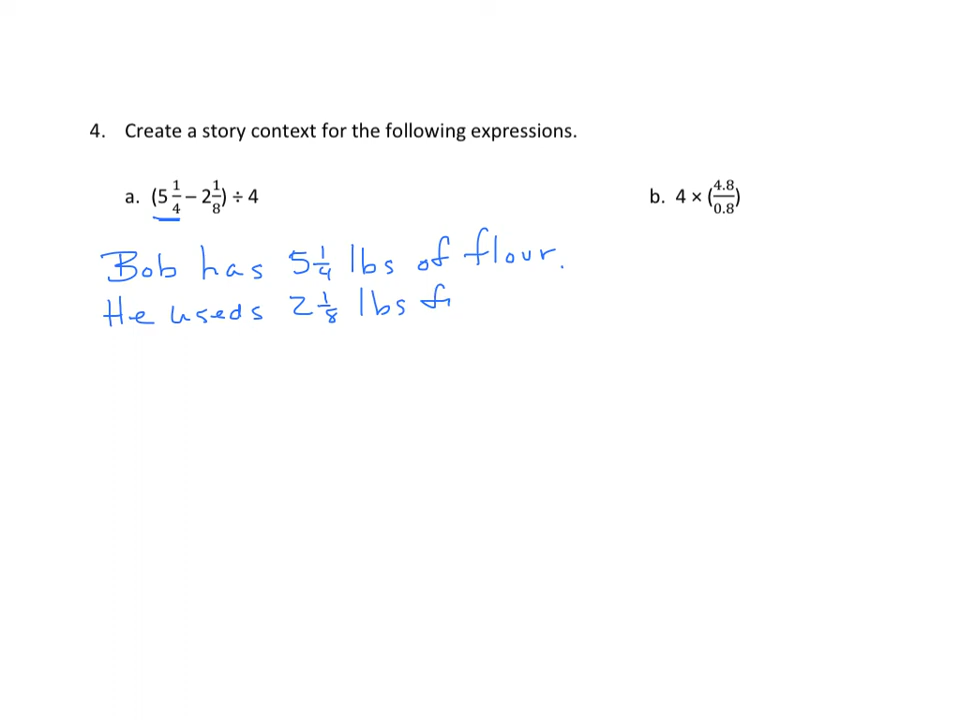 4. Create a story context for the following expressions.
a. (5 1/4 − 2 1/8) ÷ 4 b. 4 × (4.8/0.8)
Bob has 5 1/4 lbs of flour.
He useds 2 1/8 lbs